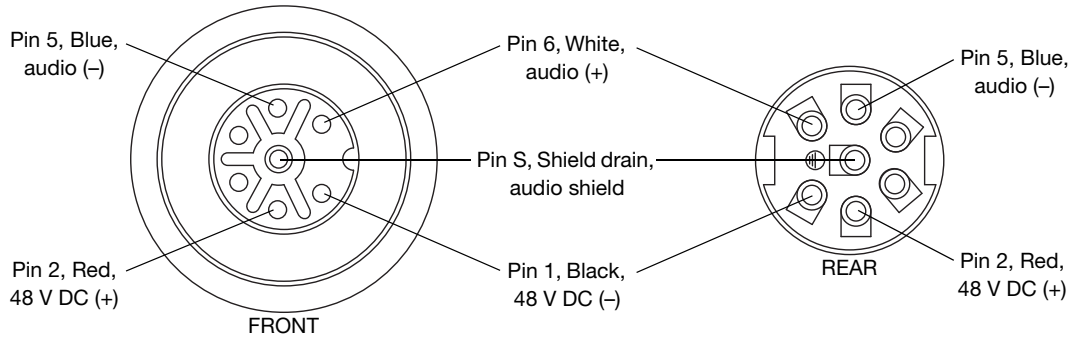 Pin 5, Blue,
audio (–)
Pin 6, White,
audio (+)
Pin 5, Blue,
audio (–)
Pin S, Shield drain,
audio shield
Pin 2, Red,
48 V DC (+)
Pin 1, Black,
48 V DC (–)
Pin 2, Red,
48 V DC (+)
FRONT
REAR